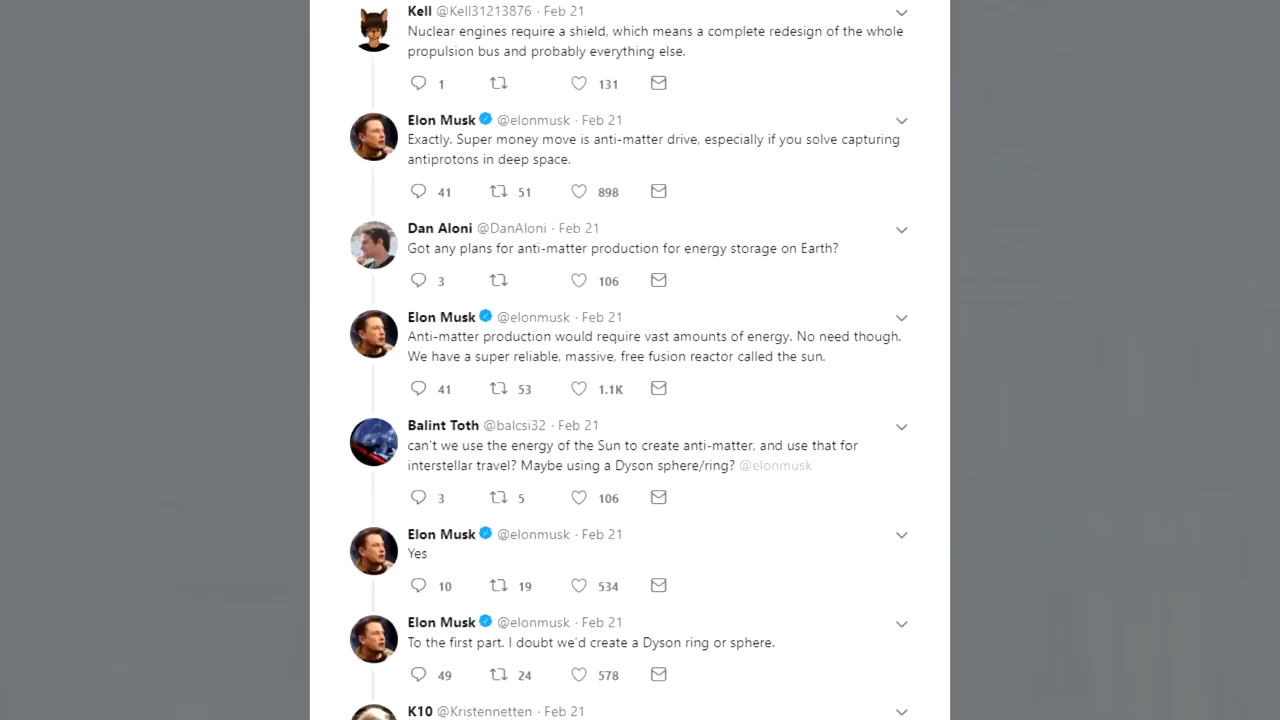 Kell @Kell31213876 · Feb 21
Nuclear engines require a shield, which means a complete redesign of the whole
propulsion bus and probably everything else.
1 131
Elon Musk @elonmusk · Feb 21
Exactly. Super money move is anti-matter drive, especially if you solve capturing
antiprotons in deep space.
41 51 898
Dan Aloni @DanAloni · Feb 21
Got any plans for anti-matter production for energy storage on Earth?
3 106
Elon Musk @elonmusk · Feb 21
Anti-matter production would require vast amounts of energy. No need though.
We have a super reliable, massive, free fusion reactor called the sun.
41 53 1.1K
Balint Toth @balcsi32 · Feb 21
can't we use the energy of the Sun to create anti-matter, and use that for
interstellar travel? Maybe using a Dyson sphere/ring? @elonmusk
3 5 106
Elon Musk @elonmusk · Feb 21
Yes
10 19 534
Elon Musk @elonmusk · Feb 21
To the first part. I doubt we'd create a Dyson ring or sphere.
49 24 578
K10 @Kristennetten · Feb 21